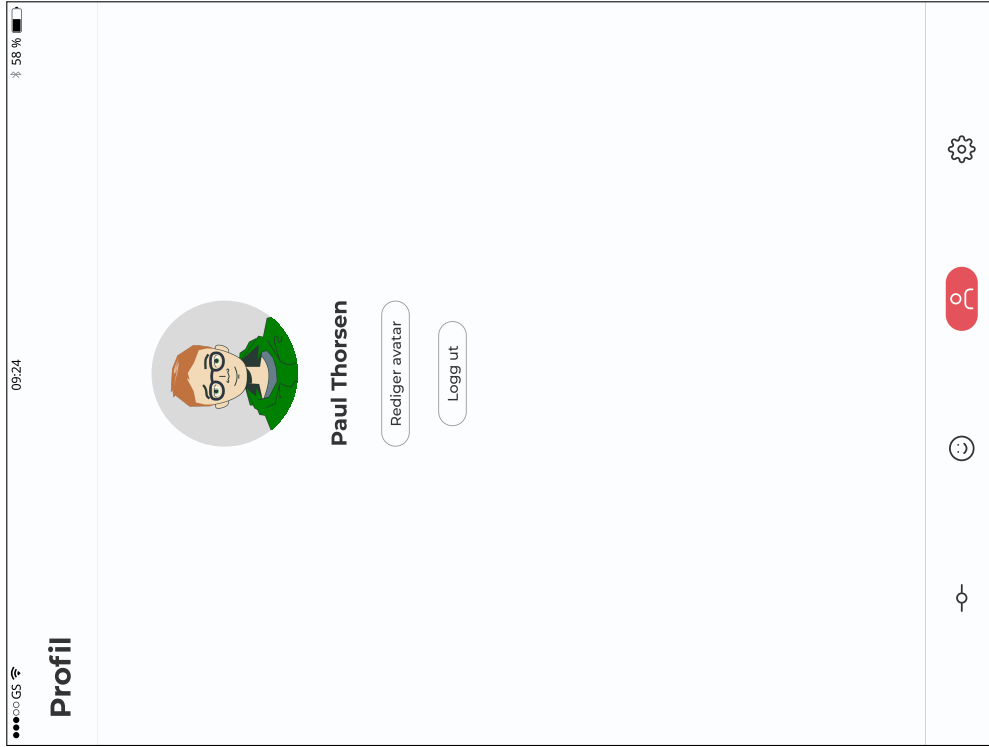 GS 09:24 58 %
Profil
Paul Thorsen
Rediger avatar
Logg ut